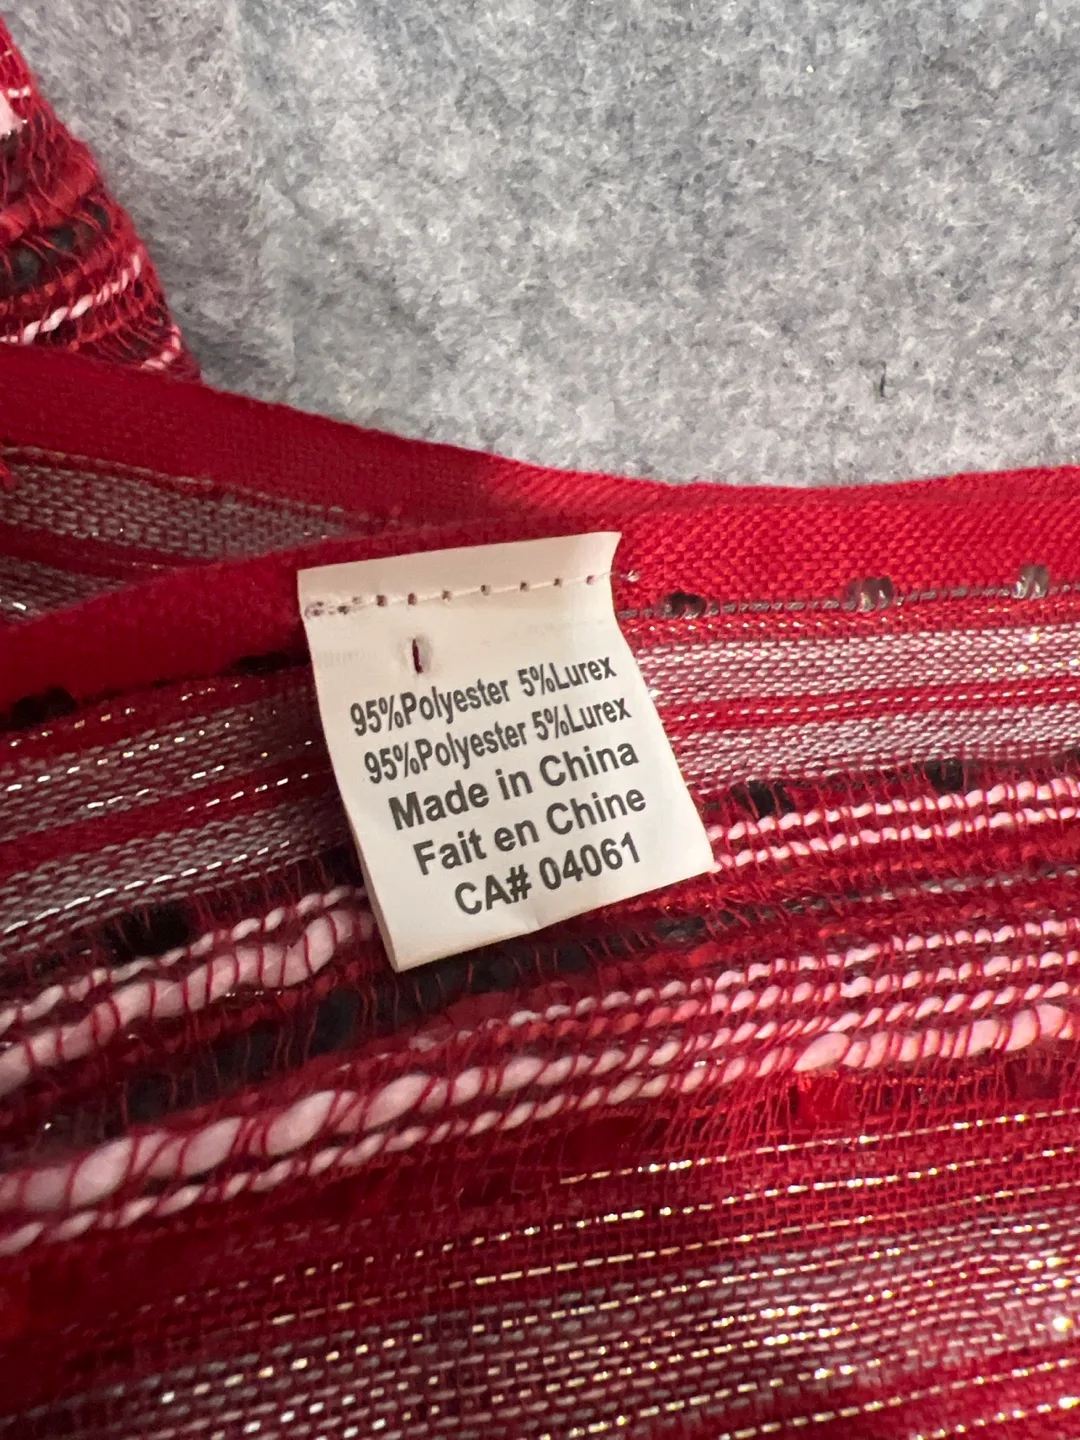 95%Polyester 5%Lurex
95%Polyester 5%Lurex
Made in China
Fait en Chine
CA# 04061